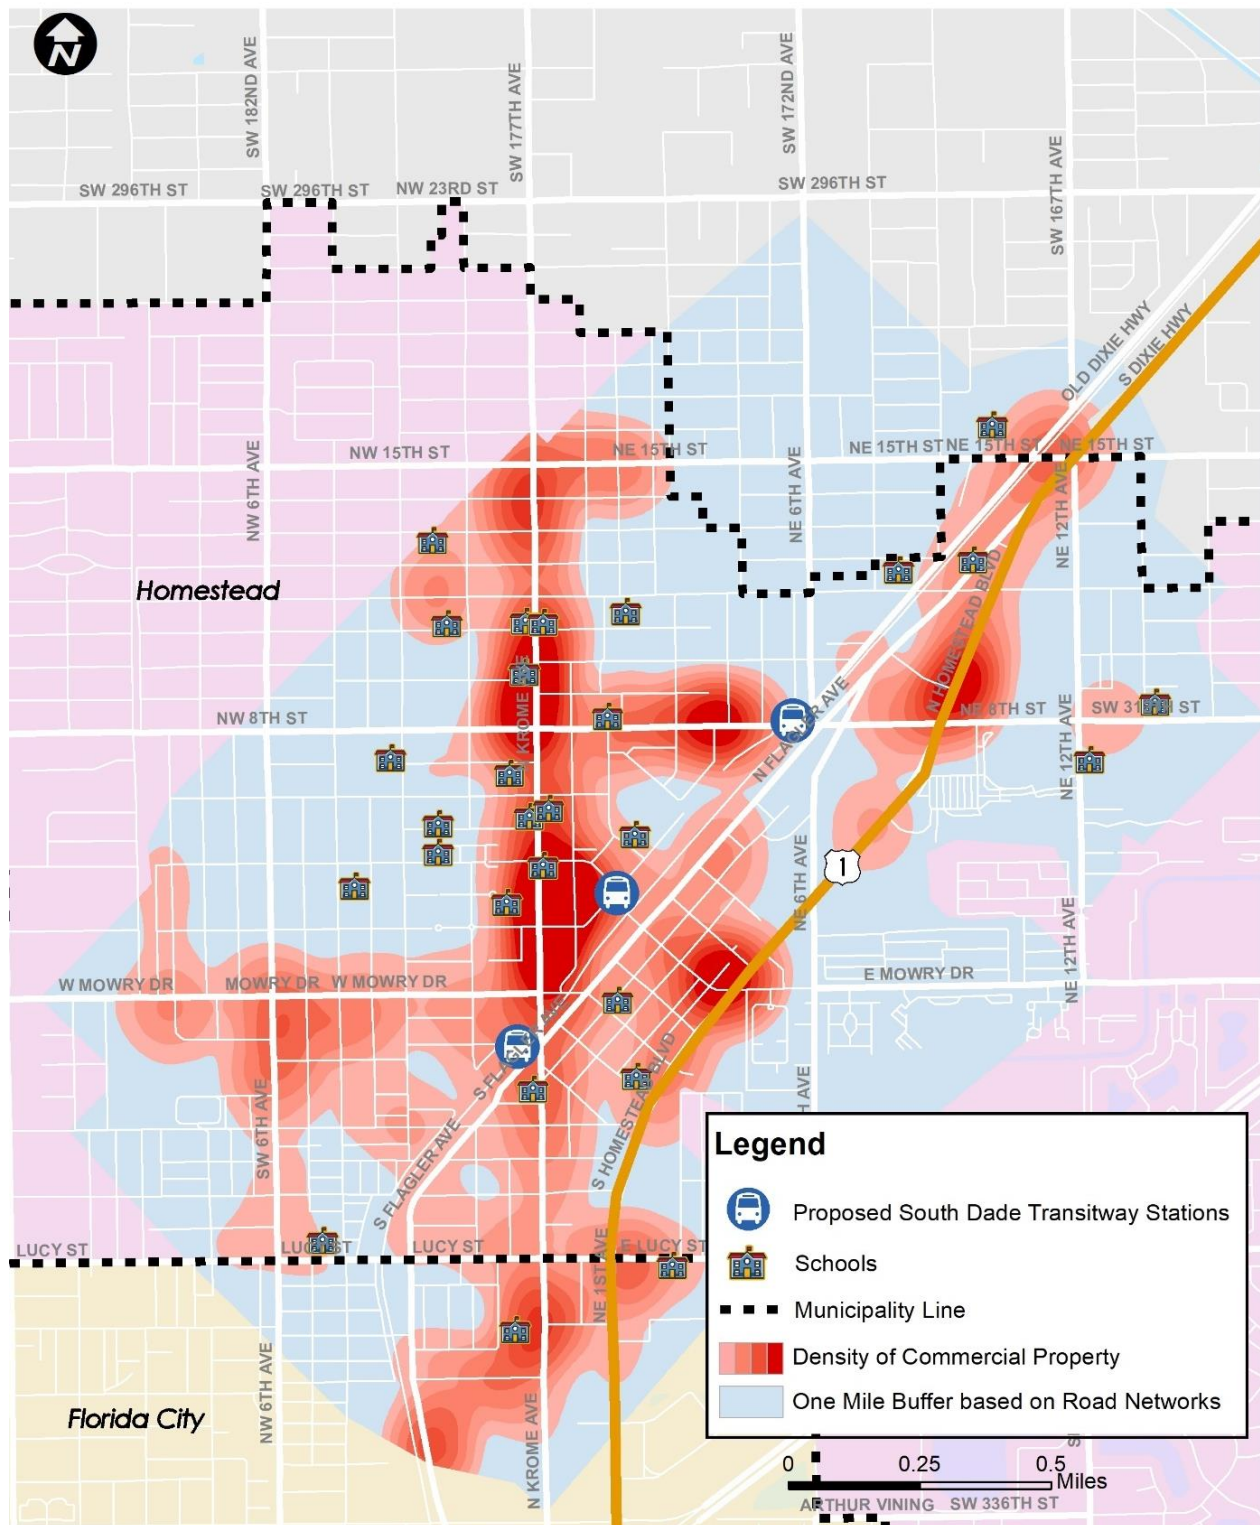 N
SW 182ND AVE
SW 177TH AVE
SW 172ND AVE
SW 167TH AVE
SW 296TH ST
SW 296TH ST
NW 23RD ST
SW 296TH ST
OLD DIXIE HWY
S DIXIE HWY
NW 15TH ST
NE 15TH ST
NE 15TH ST
NE 15TH ST
NE 15TH ST
NW 6TH AVE
NE 6TH AVE
NE 12TH AVE
Homestead
N HOMESTEAD BLVD
N KROME AVE
NW 8TH ST
N FLAGLER AVE
NE 8TH ST
SW 312TH ST
NE 12TH AVE
1
NE 6TH AVE
NE 12TH AVE
W MOWRY DR
MOWRY DR
W MOWRY DR
E MOWRY DR
S FLAGLER AVE
SW 6TH AVE
S FLAGLER AVE
S HOMESTEAD BLVD
LUCY ST
LUCY ST
LUCY ST
E LUCY ST
NE 1ST AVE
NW 6TH AVE
N KROME AVE
Florida City
Legend
Proposed South Dade Transitway Stations
Schools
Municipality Line
Density of Commercial Property
One Mile Buffer based on Road Networks
0 0.25 0.5
Miles
ARTHUR VINING
SW 336TH ST